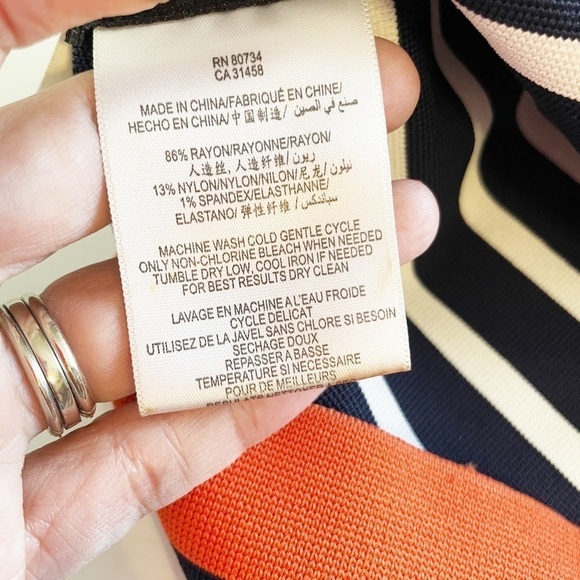 RN 80734
CA 31458
MADE IN CHINA/FABRIQUÉ EN CHINE/
HECHO EN CHINA/中国制造/ صنع في الصين
86% RAYON/RAYONNE/RAYON/
人造丝, 人造纤维/ ريون/
13% NYLON/NYLON/NILON/尼龙/ نيلون/
1% SPANDEX/ELASTHANNE/
ELASTANO/ 弹性纤维 / سباندكس/
MACHINE WASH COLD GENTLE CYCLE
ONLY NON-CHLORINE BLEACH WHEN NEEDED
TUMBLE DRY LOW, COOL IRON IF NEEDED
FOR BEST RESULTS DRY CLEAN
LAVAGE EN MACHINE A L'EAU FROIDE
CYCLE DELICAT
UTILISEZ DE LA JAVEL SANS CHLORE SI BESOIN
SECHAGE DOUX
REPASSER A BASSE
TEMPERATURE SI NECESSAIRE
POUR DE MEILLEURS